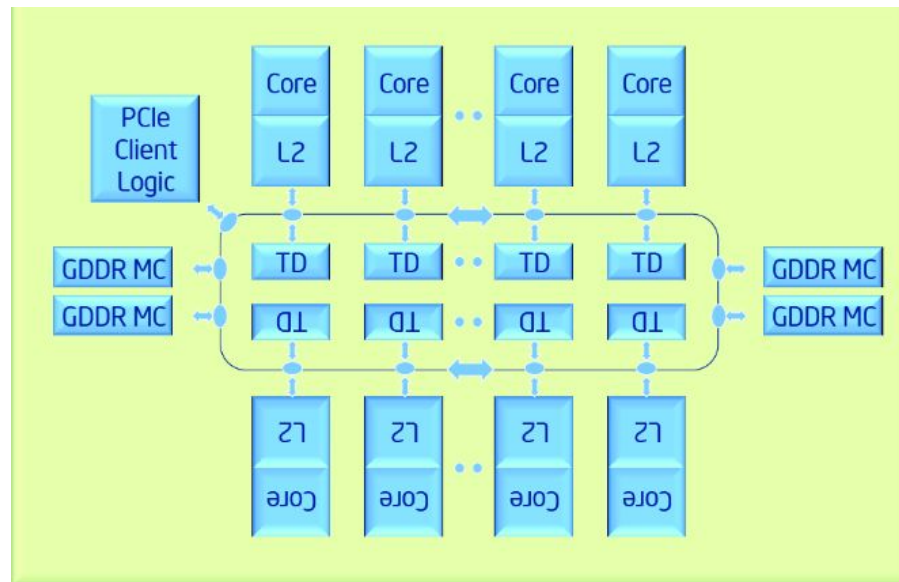 Core Core Core Core
PCIe
Client
Logic
L2 L2 L2 L2
GDDR MC TD TD TD TD GDDR MC
GDDR MC TD TD TD TD GDDR MC
L2 L2 L2 L2
Core Core Core Core